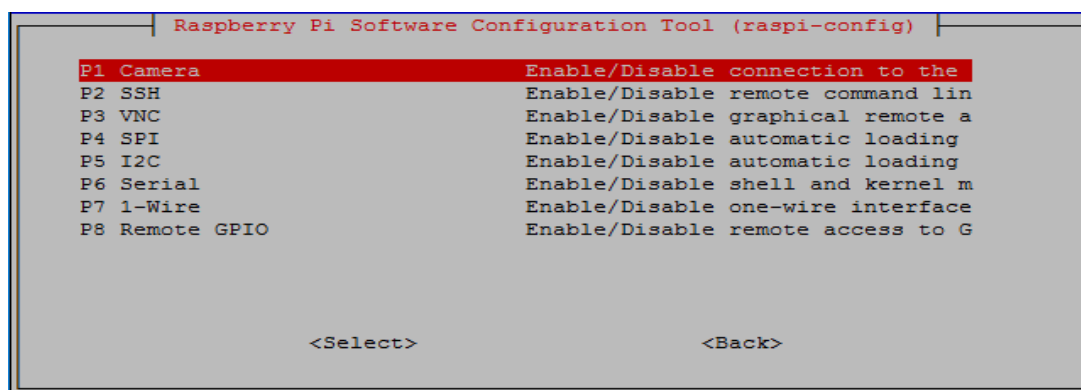 Raspberry Pi Software Configuration Tool (raspi-config)
P1 Camera Enable/Disable connection to the
P2 SSH Enable/Disable remote command lin
P3 VNC Enable/Disable graphical remote a
P4 SPI Enable/Disable automatic loading
P5 I2C Enable/Disable automatic loading
P6 Serial Enable/Disable shell and kernel m
P7 1-Wire Enable/Disable one-wire interface
P8 Remote GPIO Enable/Disable remote access to G
<Select> <Back>